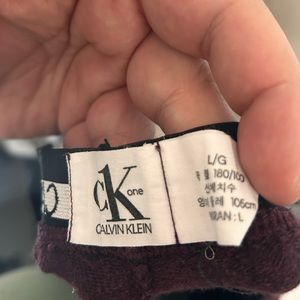 CK one
CALVIN KLEIN
L/G
180/100
신체치수
106cm
: L